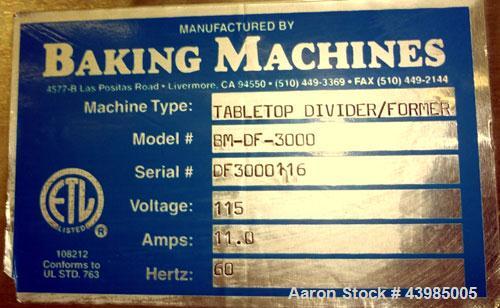 MANUFACTURED BY
BAKING MACHINES
4577-B Las Positas Road • Livermore, CA 94550 • (510) 449-3369 • FAX (510) 449-2144
Machine Type: TABLETOP DIVIDER/FORMER
Model # BM-DF-3000
Serial # DF3000116
Voltage: 115
Amps: 11.0
Hertz: 60
ETL
LISTED
®
108212
Conforms to
UL STD. 763
Aaron Stock # 43985005